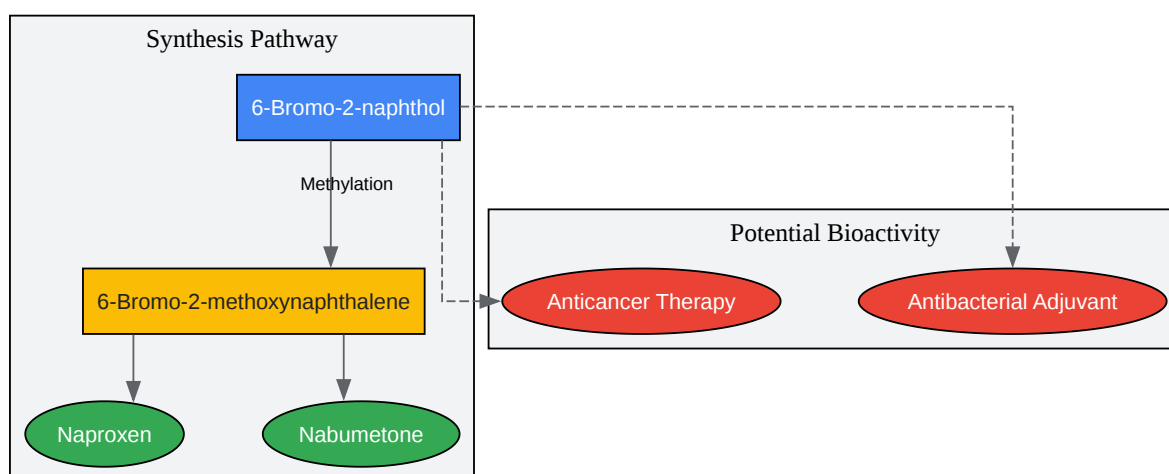 Synthesis Pathway
6-Bromo-2-naphthol
Methylation
6-Bromo-2-methoxynaphthalene
Naproxen
Nabumetone
Potential Bioactivity
Anticancer Therapy
Antibacterial Adjuvant